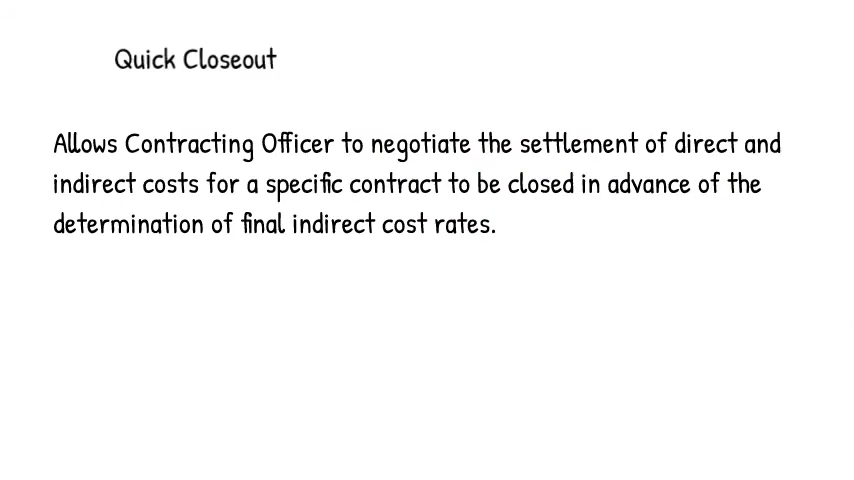 Quick Closeout
Allows Contracting Officer to negotiate the settlement of direct and
indirect costs for a specific contract to be closed in advance of the
determination of final indirect cost rates.